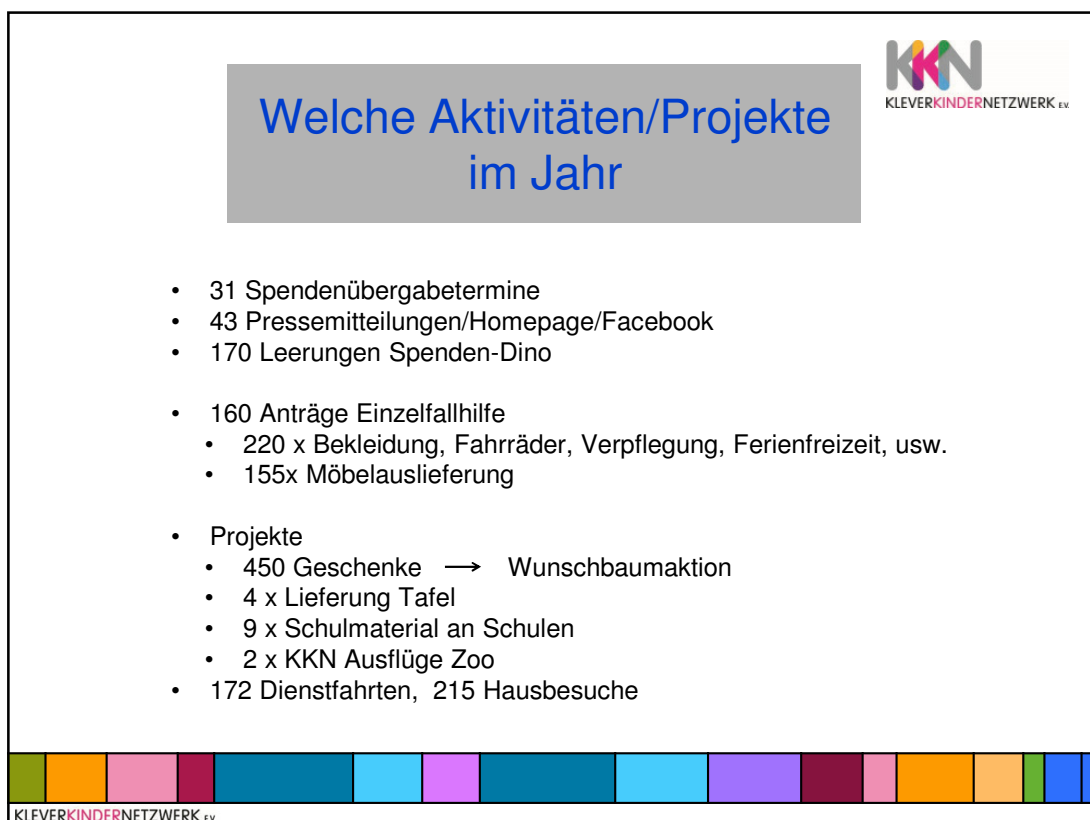 KKN
KLEVERKINDERNETZWERK E.V.
Welche Aktivitäten/Projekte
im Jahr
• 31 Spendenübergabetermine
• 43 Pressemitteilungen/Homepage/Facebook
• 170 Leerungen Spenden-Dino
• 160 Anträge Einzelfallhilfe
• 220 x Bekleidung, Fahrräder, Verpflegung, Ferienfreizeit, usw.
• 155x Möbelauslieferung
• Projekte
• 450 Geschenke → Wunschbaumaktion
• 4 x Lieferung Tafel
• 9 x Schulmaterial an Schulen
• 2 x KKN Ausflüge Zoo
• 172 Dienstfahrten, 215 Hausbesuche
KLEVERKINDERNETZWERK E.V.